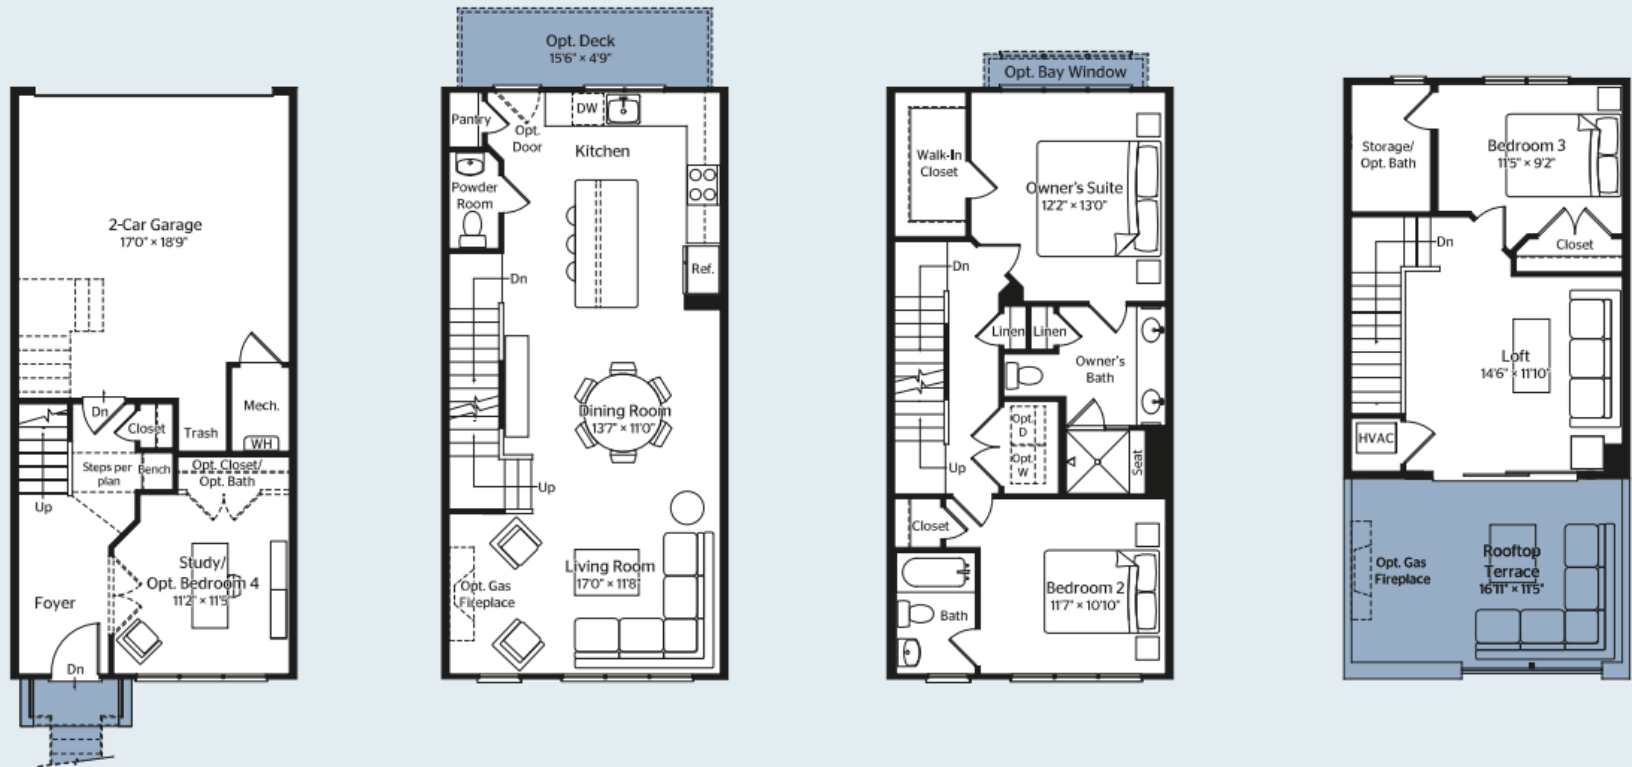 2-Car Garage
17'0" × 18'9"
Mech.
WH
Dn
Closet
Trash
Steps per
plan
Bench
Opt. Closet/
Opt. Bath
Up
Study/
Opt. Bedroom 4
11'2" × 11'5"
Foyer
Dn
Opt. Deck
15'6" × 4'9"
Pantry
Opt.
Door
DW
Kitchen
Powder
Room
Ref.
Dn
Dining Room
13'7" × 11'0"
Up
Living Room
17'0" × 11'8"
Opt. Gas
Fireplace
Opt. Bay Window
Walk-In
Closet
Owner's Suite
12'2" × 13'0"
Dn
Linen
Linen
Owner's
Bath
Opt.
D
Opt.
W
Seat
Up
Closet
Bedroom 2
11'7" × 10'10"
Bath
Storage/
Opt. Bath
Bedroom 3
11'5" × 9'2"
Dn
Closet
Loft
14'6" × 11'10"
HVAC
Opt. Gas
Fireplace
Rooftop
Terrace
16'11" × 11'5"